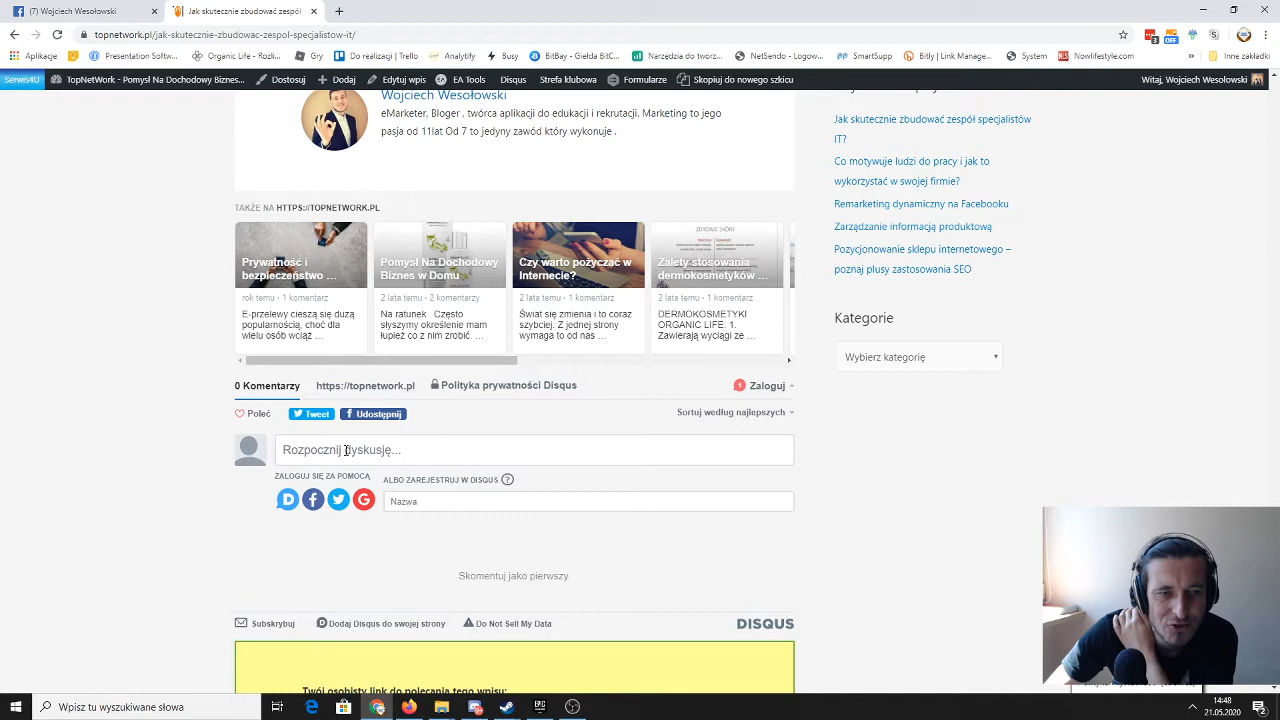 (7) Wojciech Wesołowski
Jak skutecznie zbudować zespół
topnetwork.pl/jak-skutecznie-zbudowac-zespol-specjalistow-it/
Aplikacje
Presentation Softw...
Organic Life - Rozli...
Gry
Do realizacji | Trello
Analytify
Busy
BitBay - Giełda BitC...
Narzędzia do tworz...
NetSendo - Logow...
SmartSupp
Bitly | Link Manage...
System
Nowlifestyle.com
Inne zakładki
Serwis4U
TopNetWork - Pomysł Na Dochodowy Biznes...
Dostosuj
Dodaj
Edytuj wpis
EA Tools
Disqus
Strefa klubowa
Formularze
Skopiuj do nowego szkicu
Witaj, Wojciech Wesolowski
Wojciech Wesołowski
eMarketer, Bloger , twórca aplikacji do edukacji i rekrutacji. Marketing to jego
pasja od 11lat Od 7 to jedyny zawód który wykonuje .
TAKŻE NA HTTPS://TOPNETWORK.PL
Prywatność i
bezpieczeństwo ...
rok temu · 1 komentarz
E-przelewy cieszą się dużą
popularnością, choć dla
wielu osób wciąż ...
Pomysł Na Dochodowy
Biznes w Domu
2 lata temu · 2 komentarzy
Na ratunek Często
słyszymy określenie mam
łupież co z nim zrobić. ...
Czy warto pożyczać w
Internecie?
2 lata temu · 1 komentarz
Świat się zmienia i to coraz
szybciej. Z jednej strony
wymaga to od nas ...
ZDROWIE SKÓRY
Zalety stosowania
dermokosmetyków ...
2 lata temu · 1 komentarz
DERMOKOSMETYKI
ORGANIC LIFE: 1.
Zawierają wyciągi ze ...
0 Komentarzy
https://topnetwork.pl
Polityka prywatności Disqus
1
Zaloguj
Poleć
Tweet
Udostępnij
Sortuj według najlepszych
Rozpocznij dyskusję...
ZALOGUJ SIĘ ZA POMOCĄ
ALBO ZAREJESTRUJ W DISQUS
Nazwa
Skomentuj jako pierwszy.
Subskrybuj
Dodaj Disqus do swojej strony
Do Not Sell My Data
DISQUS
Twój osobisty link do polecania tego wpisu:
Jak skutecznie zbudować zespół specjalistów
IT?
Co motywuje ludzi do pracy i jak to
wykorzystać w swojej firmie?
Remarketing dynamiczny na Facebooku
Zarządzanie informacją produktową
Pozycjonowanie sklepu internetowego –
poznaj plusy zastosowania SEO
Kategorie
Wybierz kategorię
Wpisz tu wyszukiwane słowa
14:48
21.05.2020